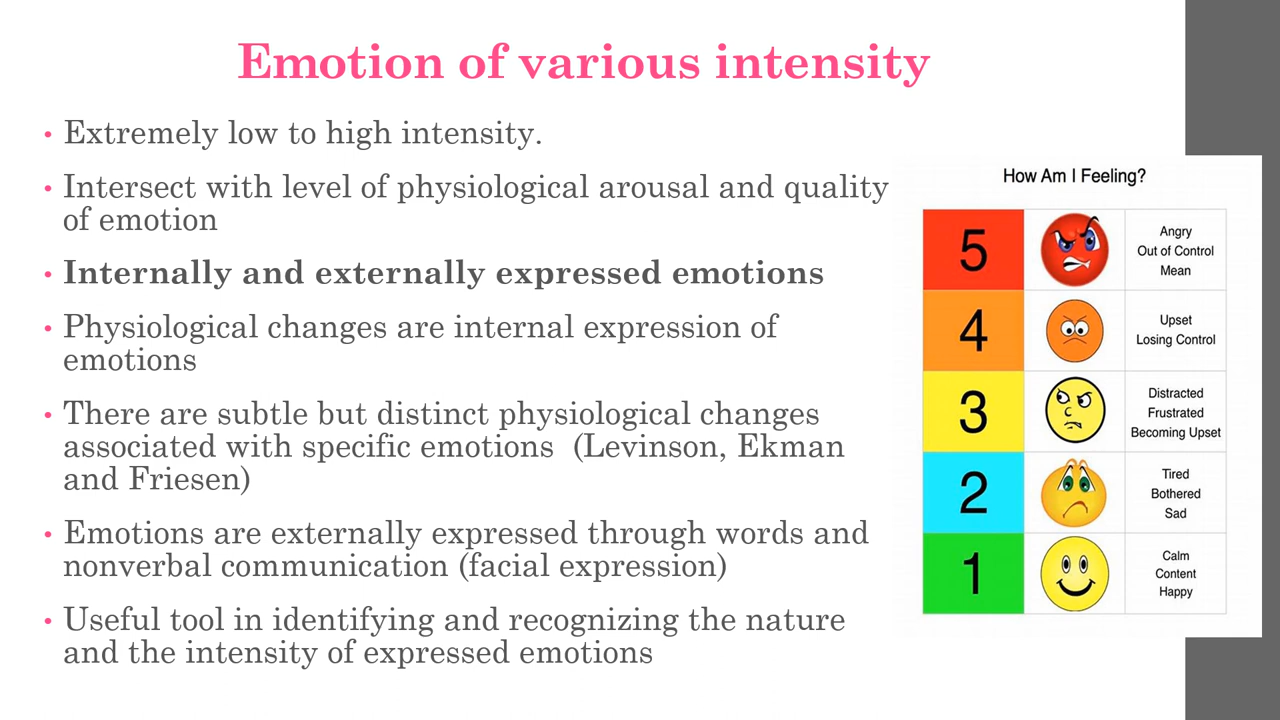 Emotion of various intensity
• Extremely low to high intensity.
• Intersect with level of physiological arousal and quality
of emotion
• Internally and externally expressed emotions
• Physiological changes are internal expression of
emotions
• There are subtle but distinct physiological changes
associated with specific emotions (Levinson, Ekman
and Friesen)
• Emotions are externally expressed through words and
nonverbal communication (facial expression)
• Useful tool in identifying and recognizing the nature
and the intensity of expressed emotions
How Am I Feeling?
5
Angry
Out of Control
Mean
4
Upset
Losing Control
3
Distracted
Frustrated
Becoming Upset
2
Tired
Bothered
Sad
1
Calm
Content
Happy